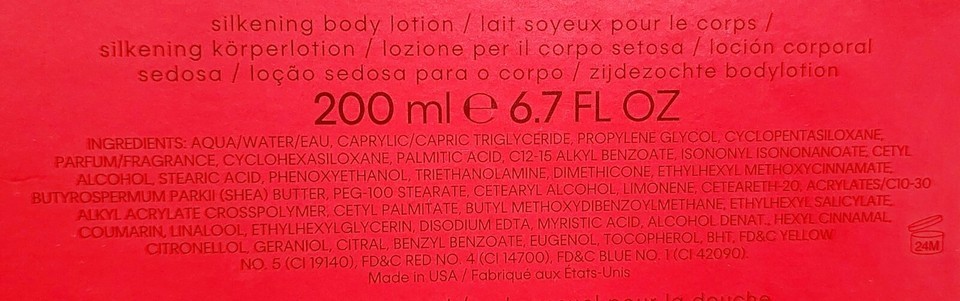 silkening body lotion / lait soyeux pour le corps /
silkening körperlotion / lozione per il corpo setosa / loción corporal
sedosa / loção sedosa para o corpo / zijdezachte bodylotion
200 ml ℮ 6.7 FL OZ
INGREDIENTS: AQUA/WATER/EAU, CAPRYLIC/CAPRIC TRIGLYCERIDE, PROPYLENE GLYCOL, CYCLOPENTASILOXANE,
PARFUM/FRAGRANCE, CYCLOHEXASILOXANE, PALMITIC ACID, C12-15 ALKYL BENZOATE, ISONONYL ISONONANOATE, CETYL
ALCOHOL, STEARIC ACID, PHENOXYETHANOL, TRIETHANOLAMINE, DIMETHICONE, ETHYLHEXYL METHOXYCINNAMATE,
BUTYROSPERMUM PARKII (SHEA) BUTTER, PEG-100 STEARATE, CETEARYL ALCOHOL, LIMONENE, CETEARETH-20, ACRYLATES/C10-30
ALKYL ACRYLATE CROSSPOLYMER, CETYL PALMITATE, BUTYL METHOXYDIBENZOYLMETHANE, ETHYLHEXYL SALICYLATE,
COUMARIN, LINALOOL, ETHYLHEXYLGLYCERIN, DISODIUM EDTA, MYRISTIC ACID, ALCOHOL DENAT., HEXYL CINNAMAL,
CITRONELLOL, GERANIOL, CITRAL, BENZYL BENZOATE, EUGENOL, TOCOPHEROL, BHT, FD&C YELLOW
24M
NO. 5 (CI 19140), FD&C RED NO. 4 (CI 14700), FD&C BLUE NO. 1 (CI 42090).
Made in USA / Fabriqué aux États-Unis
pour la douche